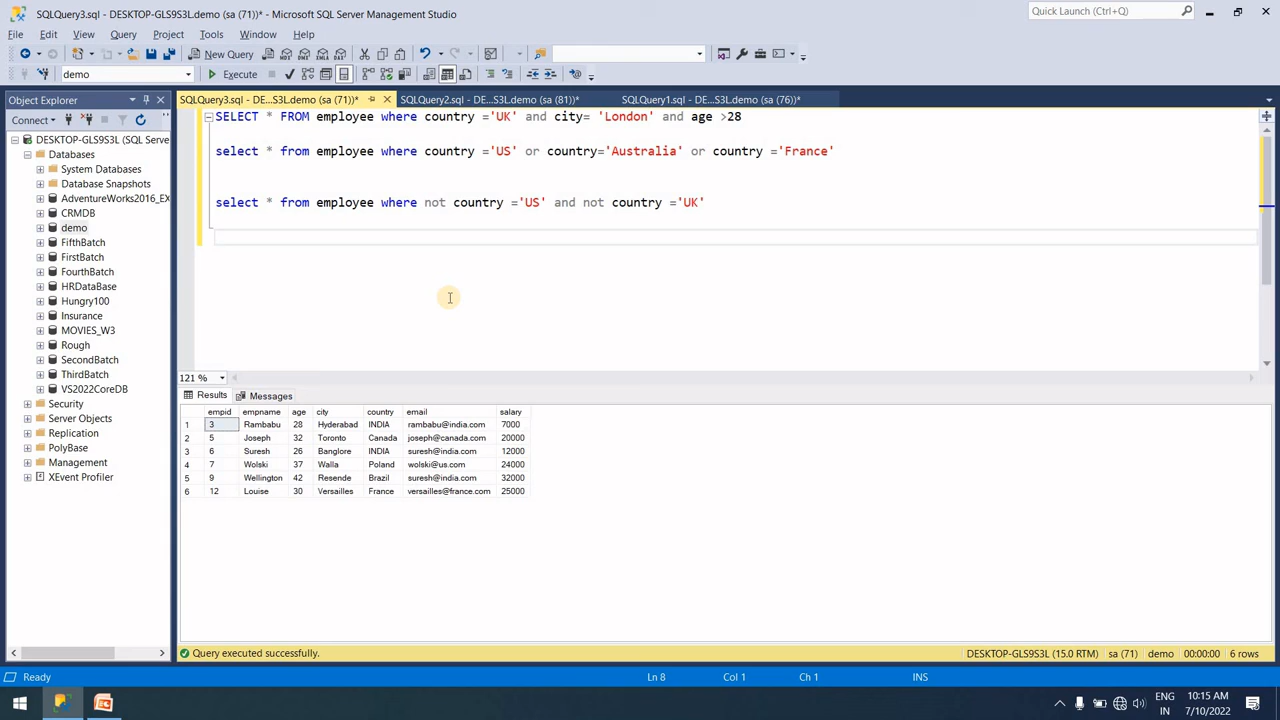 SQLQuery3.sql - DESKTOP-GLS9S3L.demo (sa (71))* - Microsoft SQL Server Management Studio
Quick Launch (Ctrl+Q)
File Edit View Query Project Tools Window Help
New Query
demo Execute
Object Explorer
SQLQuery3.sql - DE...S3L.demo (sa (71))* SQLQuery2.sql - DE...S3L.demo (sa (81))* SQLQuery1.sql - DE...S3L.demo (sa (76))*
Connect
DESKTOP-GLS9S3L (SQL Serve
Databases
System Databases
Database Snapshots
AdventureWorks2016_EX
CRMDB
demo
FifthBatch
FirstBatch
FourthBatch
HRDataBase
Hungry100
Insurance
MOVIES_W3
Rough
SecondBatch
ThirdBatch
VS2022CoreDB
Security
Server Objects
Replication
PolyBase
Management
XEvent Profiler
SELECT * FROM employee where country ='UK' and city= 'London' and age >28
select * from employee where country ='US' or country='Australia' or country ='France'
select * from employee where not country ='US' and not country ='UK'
121 %
Results Messages
empid empname age city country email salary
1 3 Rambabu 28 Hyderabad INDIA rambabu@india.com 7000
2 5 Joseph 32 Toronto Canada joseph@canada.com 20000
3 6 Suresh 26 Banglore INDIA suresh@india.com 12000
4 7 Wolski 37 Walla Poland wolski@us.com 24000
5 9 Wellington 42 Resende Brazil suresh@india.com 32000
6 12 Louise 30 Versailles France versailles@france.com 25000
Query executed successfully. DESKTOP-GLS9S3L (15.0 RTM) sa (71) demo 00:00:00 6 rows
Ready Ln 8 Col 1 Ch 1 INS
ENG 10:15 AM
IN 7/10/2022